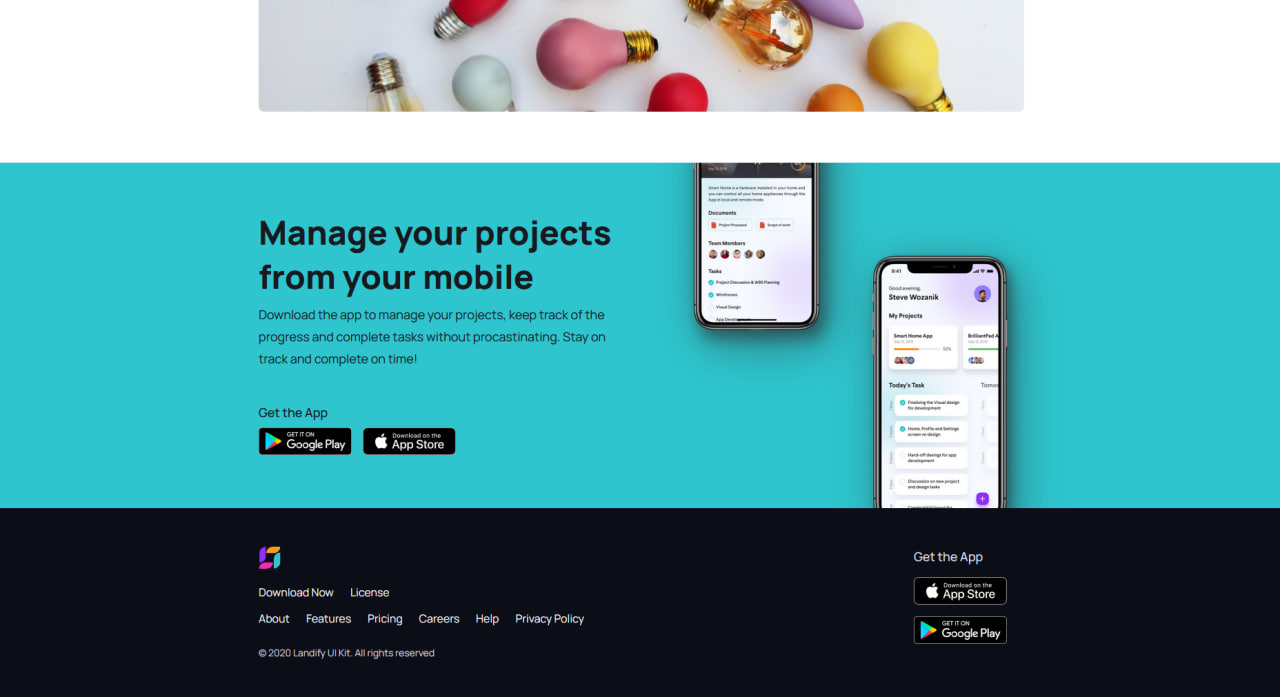 Smart Home is a hardware installed in your home and
you can control all your home appliances through the
App in local and remote mode.
Documents
Project Proposal
Scope of work
Team Members
Tasks
Project Discussion & WBS Planning
Wireframes
Visual Design
Manage your projects
from your mobile
Download the app to manage your projects, keep track of the
progress and complete tasks without procastinating. Stay on
track and complete on time!
Get the App
GET IT ON
Google Play
Download on the
App Store
9:41
Good evening,
Steve Wozanik
My Projects
Smart Home App
52%
Today's Task
Finalising the Visual design
for development
Home, Profile and Settings
screen re-design
Hand-off desings for app
development
Discussion on new project
and design tasks
Download Now License
About Features Pricing Careers Help Privacy Policy
© 2020 Landify UI Kit. All rights reserved
Get the App
Download on the
App Store
GET IT ON
Google Play